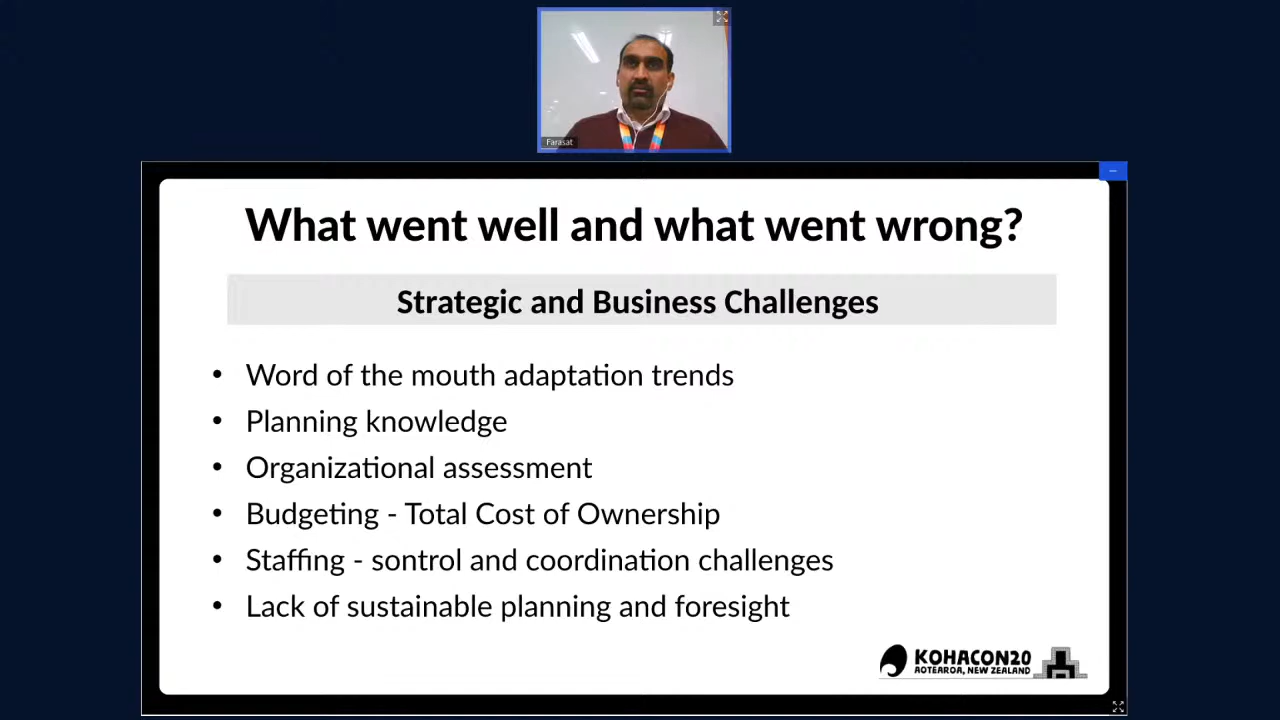 Farasat
What went well and what went wrong?
Strategic and Business Challenges
• Word of the mouth adaptation trends
• Planning knowledge
• Organizational assessment
• Budgeting - Total Cost of Ownership
• Staffing - sontrol and coordination challenges
• Lack of sustainable planning and foresight
KOHACON20
AOTEAROA, NEW ZEALAND